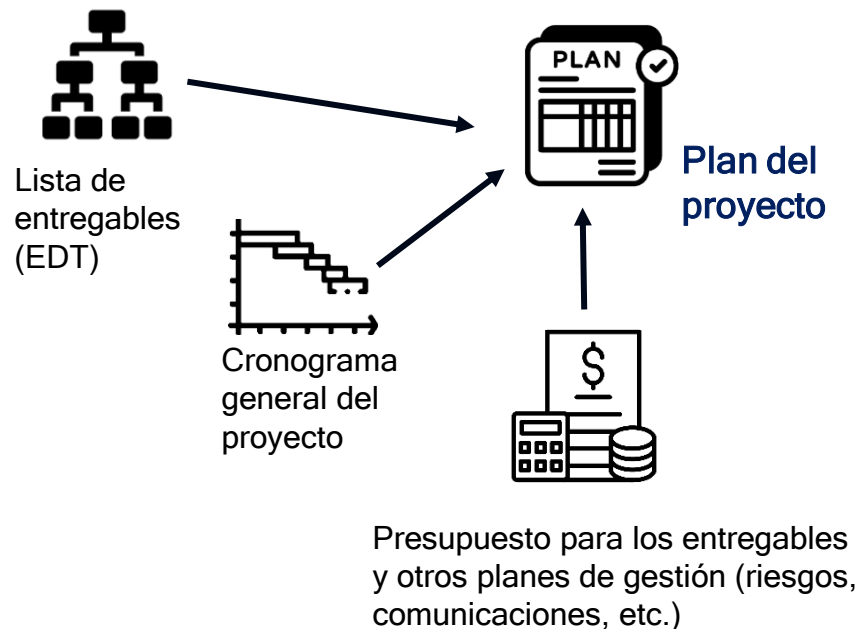 PLAN
Plan del
proyecto
Lista de
entregables
(EDT)
Cronograma
general del
proyecto
$
Presupuesto para los entregables
y otros planes de gestión (riesgos,
comunicaciones, etc.)